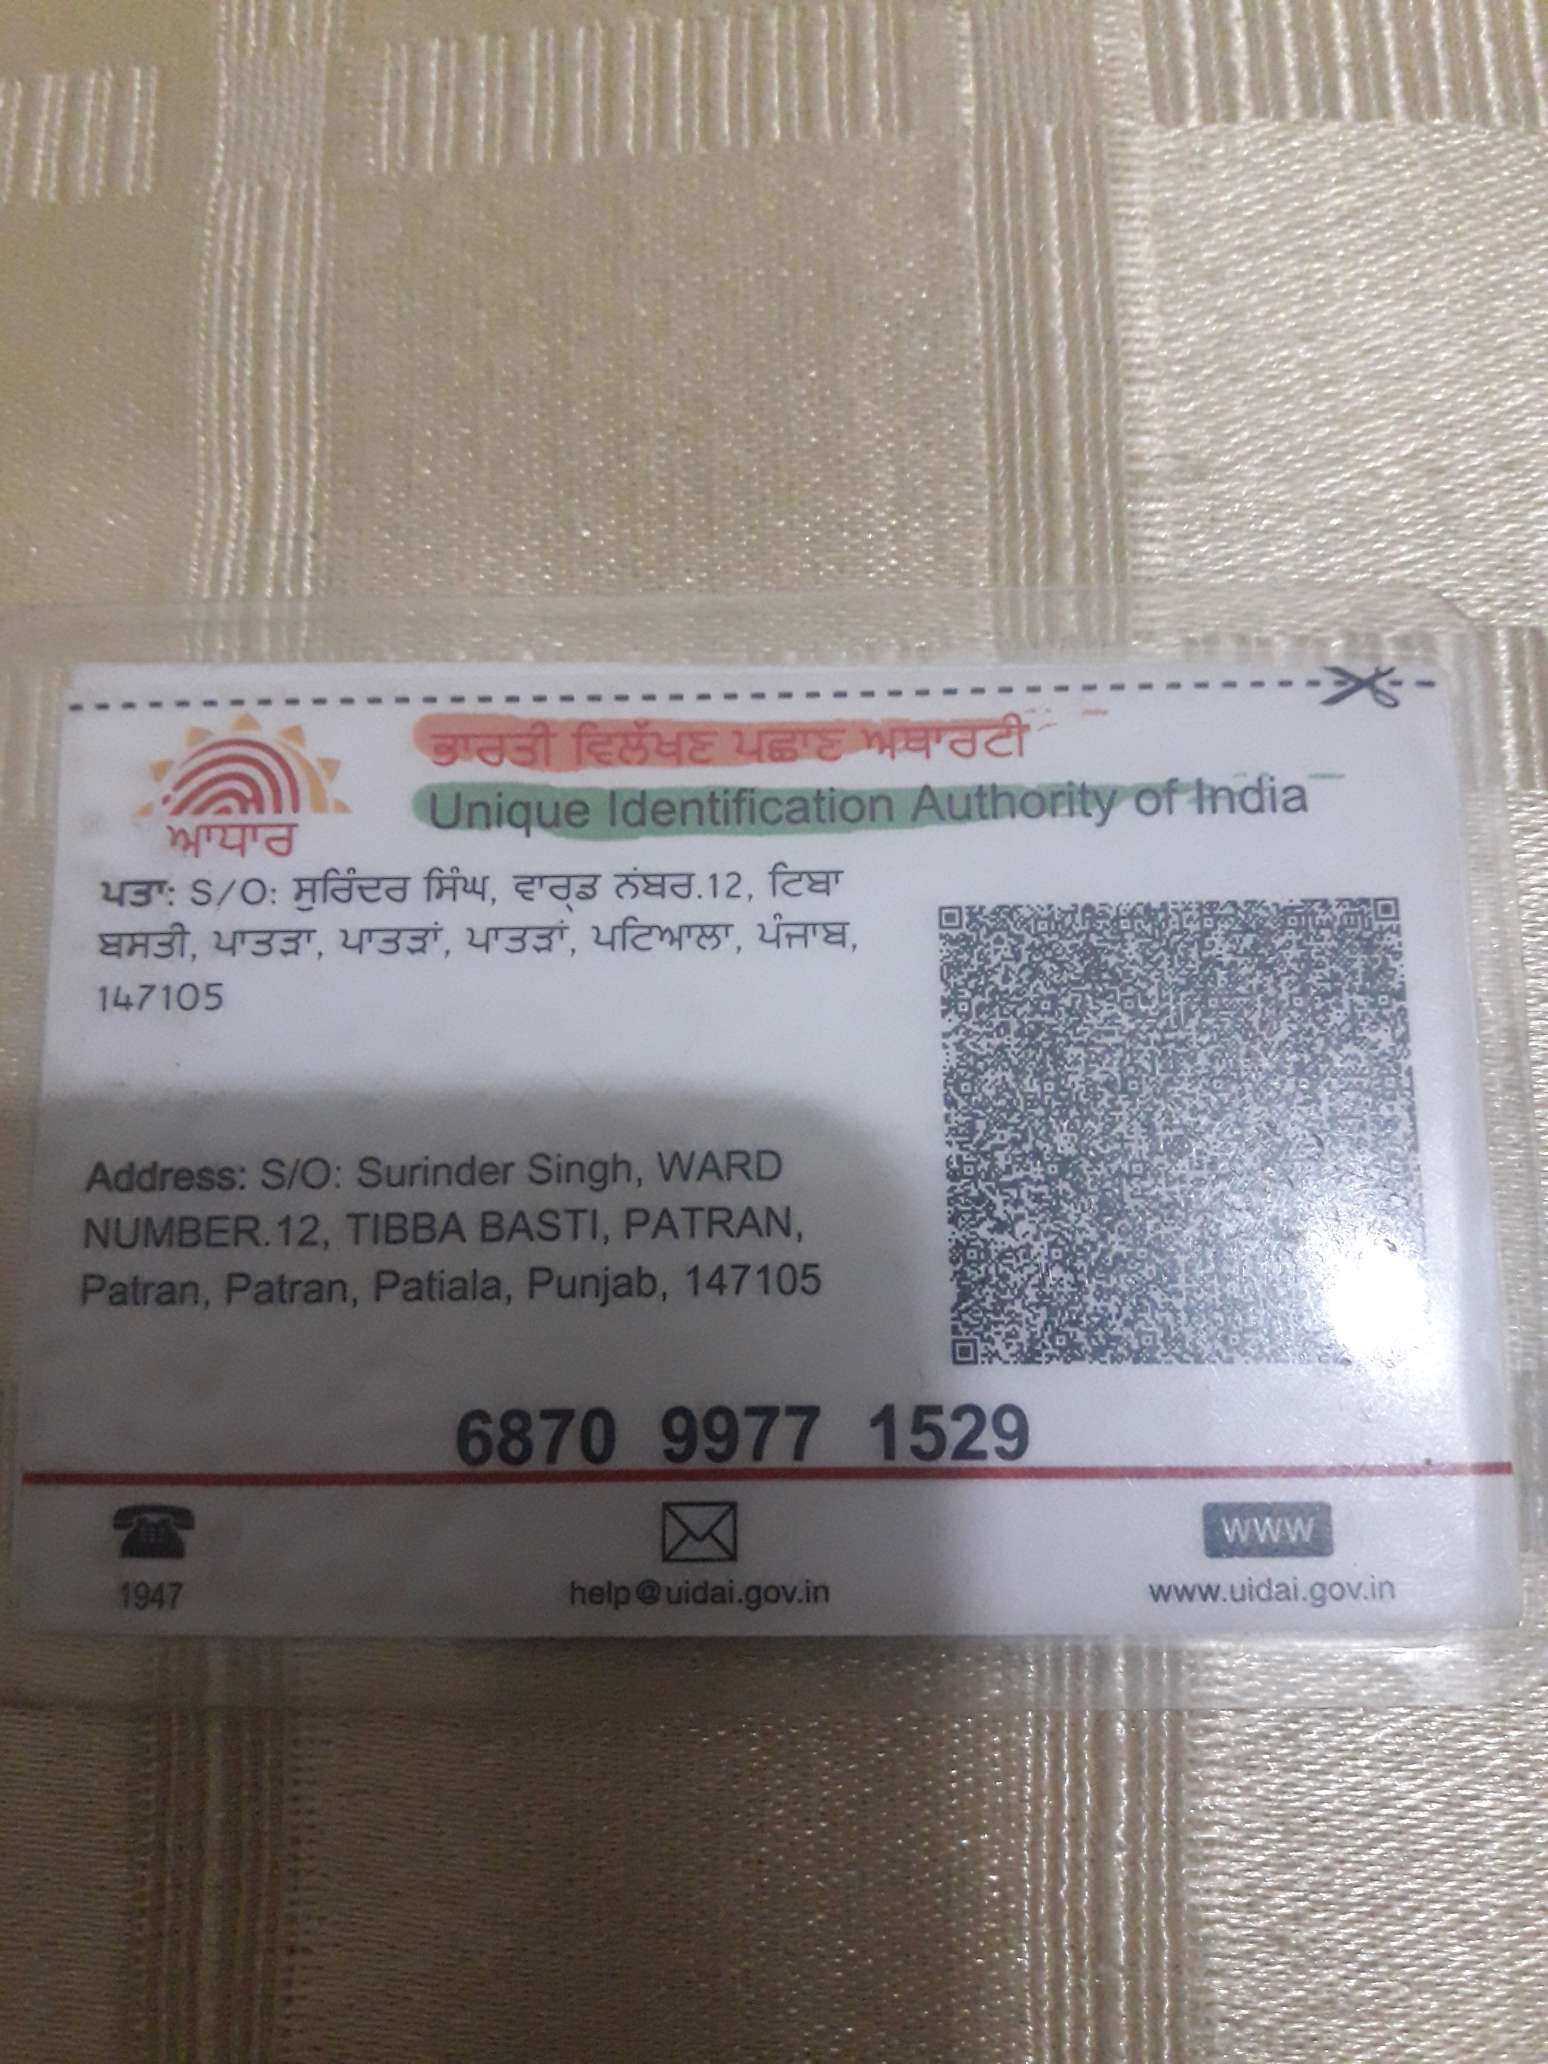 ਭਾਰਤੀ ਵਿਲੱਖਣ ਪਛਾਣ ਅਥਾਰਟੀ
Unique Identification Authority of India
ਆਧਾਰ
ਪਤਾ: S/O: ਸੁਰਿੰਦਰ ਸਿੰਘ, ਵਾਰ੍ਡ ਨੰਬਰ.12, ਟਿਬਾ
ਬਸਤੀ, ਪਾਤੜਾ, ਪਾਤੜਾਂ, ਪਾਤੜਾਂ, ਪਟਿਆਲਾ, ਪੰਜਾਬ,
147105
Address: S/O: Surinder Singh, WARD
NUMBER.12, TIBBA BASTI, PATRAN,
Patran, Patran, Patiala, Punjab, 147105
6870 9977 1529
WWW
1947 help@uidai.gov.in www.uidai.gov.in